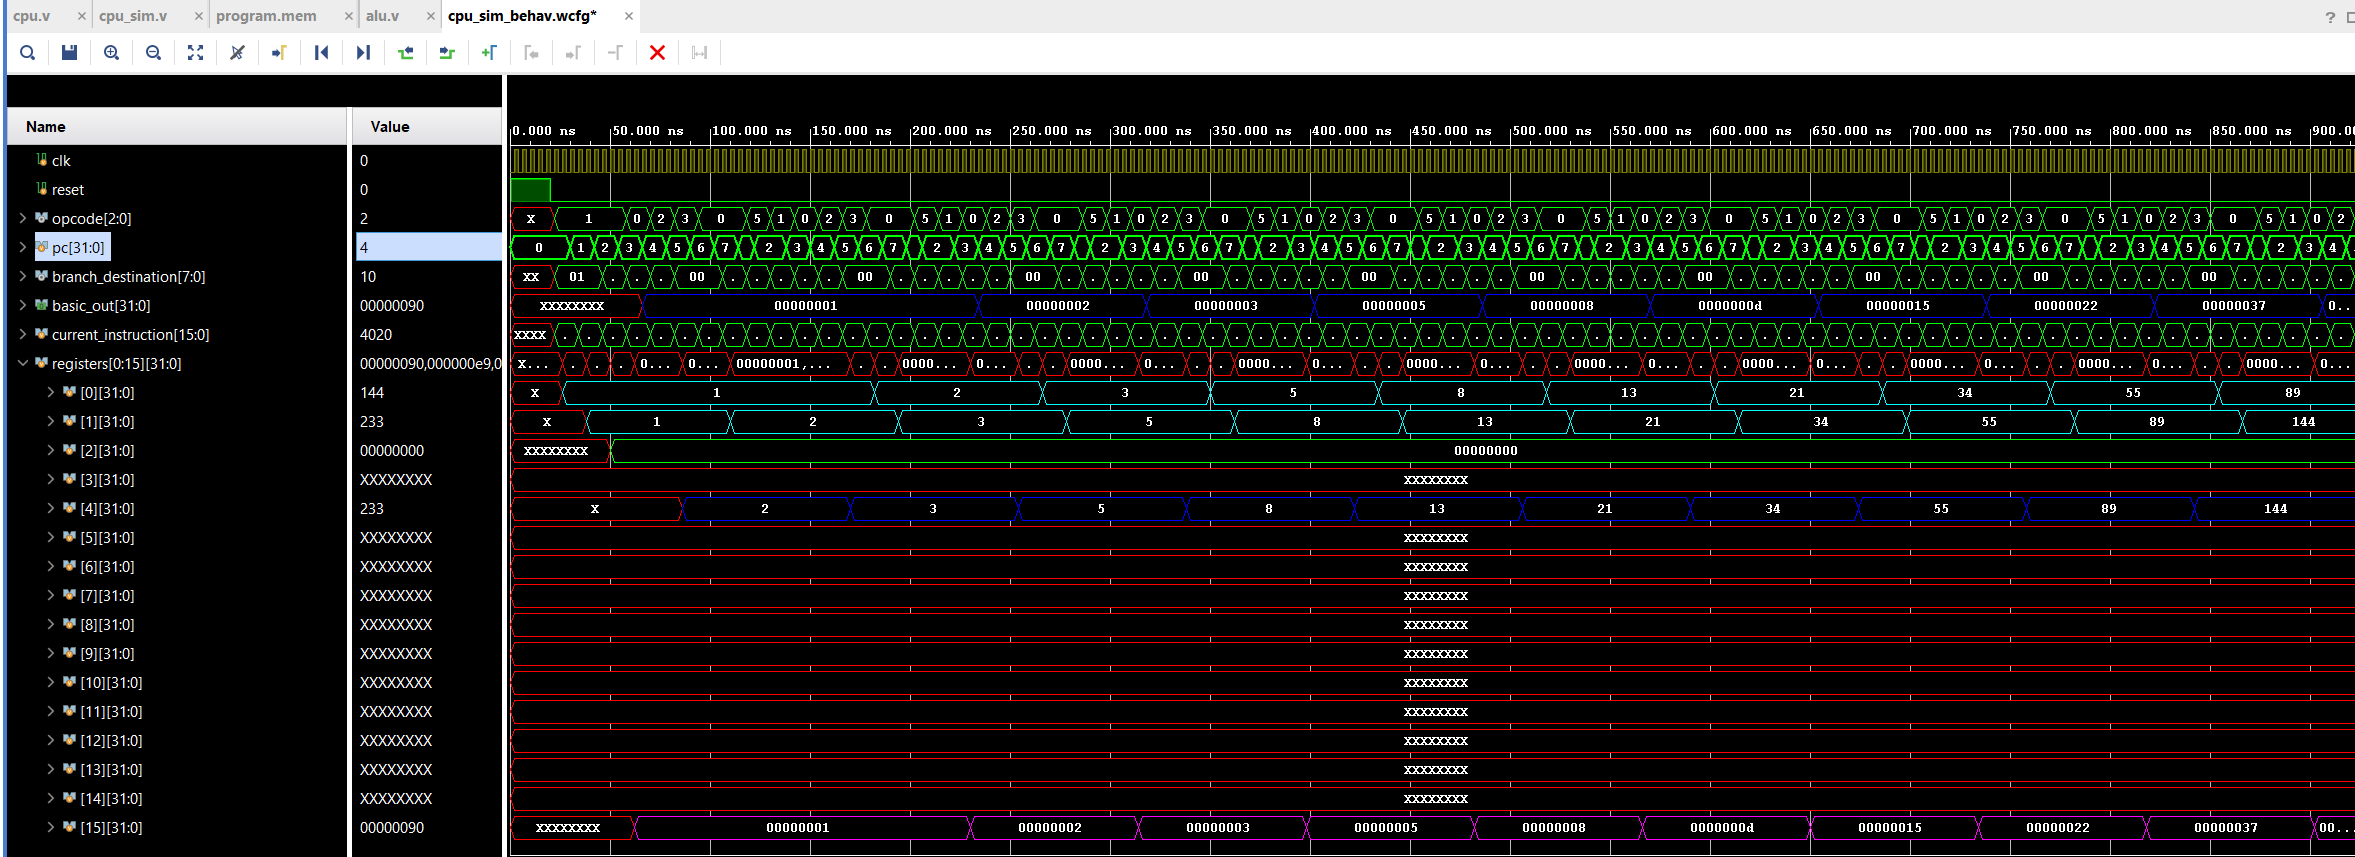 cpu.v × cpu_sim.v × program.mem × alu.v × cpu_sim_behav.wcfg* ×
?
Name Value
0.000 ns 50.000 ns 100.000 ns 150.000 ns 200.000 ns 250.000 ns 300.000 ns 350.000 ns 400.000 ns 450.000 ns 500.000 ns 550.000 ns 600.000 ns 650.000 ns 700.000 ns 750.000 ns 800.000 ns 850.000 ns 900.0
clk 0
reset 0
opcode[2:0] 2 X 1 0 2 3 0 5 1 0 2 3 0 5 1 0 2 3 0 5 1 0 2 3 0 5 1 0 2 3 0 5 1 0 2 3 0 5 1 0 2 3 0 5 1 0 2 3 0 5 1 0 2 3 0 5 1 0 2 3 0 5 1 0 2
pc[31:0] 4 0 1 2 3 4 5 6 7 2 3 4 5 6 7 2 3 4 5 6 7 2 3 4 5 6 7 2 3 4 5 6 7 2 3 4 5 6 7 2 3 4 5 6 7 2 3 4 5 6 7 2 3 4 5 6 7 2 3 4 5 6 7 2 3 4
branch_destination[7:0] 10 XX 01 . . . 00 . . . . 00 . . . . 00 . . . . 00 . . . . 00 . . . . 00 . . . . 00 . . . . 00 . . . . 00 . . . . 00 . . . .
basic_out[31:0] 00000090 XXXXXXXX 00000001 00000002 00000003 00000005 00000008 0000000d 00000015 00000022 00000037 0...
current_instruction[15:0] 4020 XXXX
registers[0:15][31:0] 00000090,000000e9,0 X... . . . 0... 0... 00000001,... . . 0000... 0... . . 0000... 0... . . 0000... 0... . . 0000... 0... . . 0000... 0... . . 0000... 0... . . 0000... 0... . . 0000... 0... . . 0000... 0...
[0][31:0] 144 X 1 2 3 5 8 13 21 34 55 89
[1][31:0] 233 X 1 2 3 5 8 13 21 34 55 89 144
[2][31:0] 00000000 XXXXXXXX 00000000
[3][31:0] XXXXXXXX XXXXXXXX
[4][31:0] 233 X 2 3 5 8 13 21 34 55 89 144
[5][31:0] XXXXXXXX XXXXXXXX
[6][31:0] XXXXXXXX XXXXXXXX
[7][31:0] XXXXXXXX XXXXXXXX
[8][31:0] XXXXXXXX XXXXXXXX
[9][31:0] XXXXXXXX XXXXXXXX
[10][31:0] XXXXXXXX XXXXXXXX
[11][31:0] XXXXXXXX XXXXXXXX
[12][31:0] XXXXXXXX XXXXXXXX
[13][31:0] XXXXXXXX XXXXXXXX
[14][31:0] XXXXXXXX XXXXXXXX
[15][31:0] 00000090 XXXXXXXX 00000001 00000002 00000003 00000005 00000008 0000000d 00000015 00000022 00000037 00...